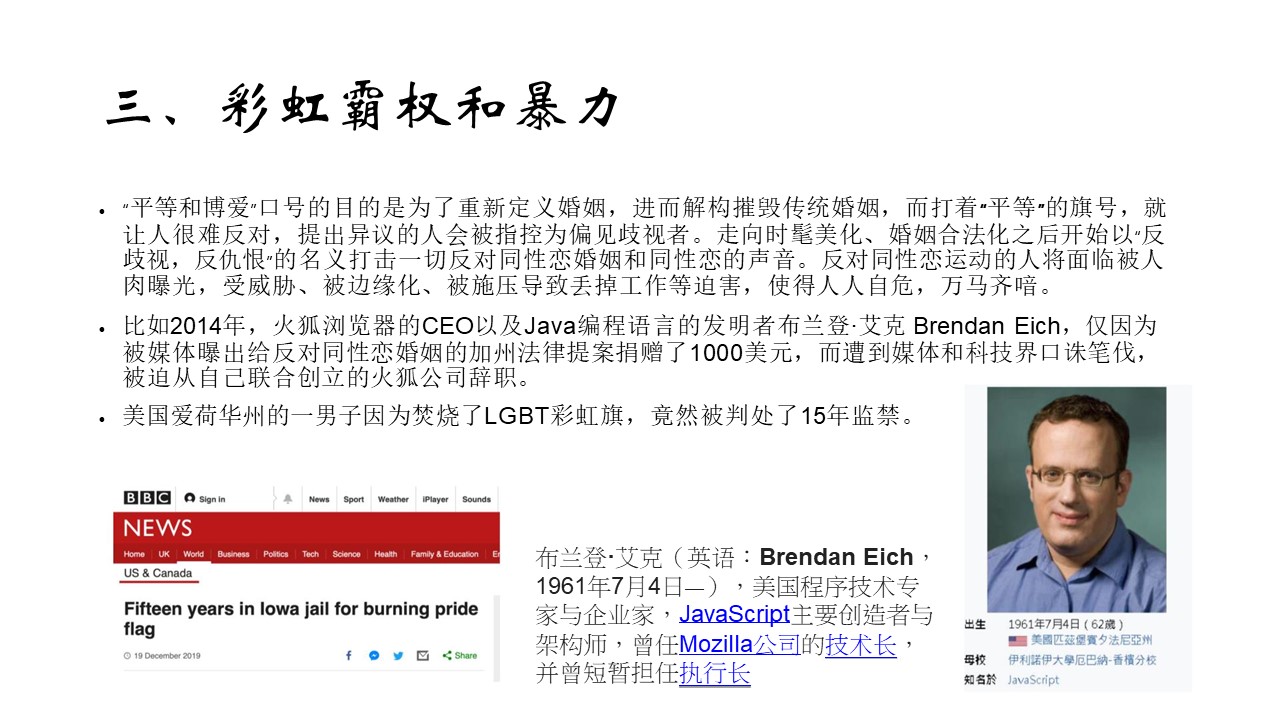 三、彩虹霸权和暴力
• “平等和博爱”口号的目的是为了重新定义婚姻，进而解构摧毁传统婚姻，而打着“平等”的旗号，就
让人很难反对，提出异议的人会被指控为偏见歧视者。走向时髦美化、婚姻合法化之后开始以“反
歧视，反仇恨”的名义打击一切反对同性恋婚姻和同性恋的声音。反对同性恋运动的人将面临被人
肉曝光，受威胁、被边缘化、被施压导致丢掉工作等迫害，使得人人自危，万马齐喑。
• 比如2014年，火狐浏览器的CEO以及Java编程语言的发明者布兰登·艾克 Brendan Eich，仅因为
被媒体曝出给反对同性恋婚姻的加州法律提案捐赠了1000美元，而遭到媒体和科技界口诛笔伐，
被迫从自己联合创立的火狐公司辞职。
• 美国爱荷华州的一男子因为焚烧了LGBT彩虹旗，竟然被判处了15年监禁。
BBC Sign in News Sport Weather iPlayer Sounds
NEWS
Home UK World Business Politics Tech Science Health Family & Education En
US & Canada
Fifteen years in Iowa jail for burning pride
flag
19 December 2019 Share
布兰登·艾克（英语：Brendan Eich，
1961年7月4日—），美国程序技术专
家与企业家，JavaScript主要创造者与
架构师，曾任Mozilla公司的技术长，
并曾短暂担任执行长
出生 1961年7月4日（62歲）
美國匹茲堡賓夕法尼亞州
母校 伊利諾伊大學厄巴納-香檳分校
知名於 JavaScript